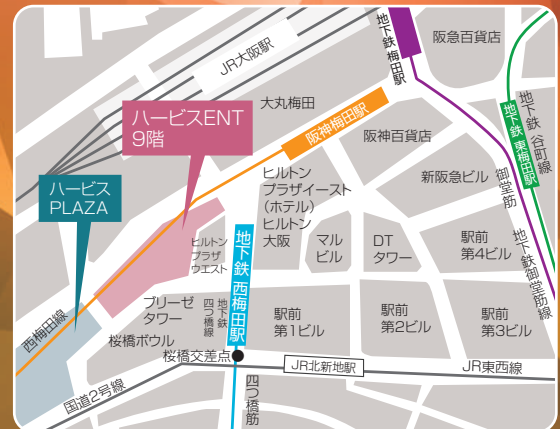 JR大阪駅
地下鉄 梅田駅
阪急百貨店
大丸梅田
ハービスENT
9階
阪神梅田駅
阪神百貨店
地下鉄 東梅田駅
地下鉄 谷町線
ハービス
PLAZA
ヒルトン
プラザイースト
(ホテル)
ヒルトン
大阪
新阪急ビル
御堂筋
地下鉄御堂筋線
ヒルトン
プラザ
ウエスト
地下鉄 西梅田駅
マル
ビル
DT
タワー
駅前
第4ビル
西梅田線
ブリーゼ
タワー
地下鉄
四つ橋線
駅前
第1ビル
駅前
第2ビル
駅前
第3ビル
桜橋ボウル
桜橋交差点
JR北新地駅
JR東西線
国道2号線
四つ橋筋